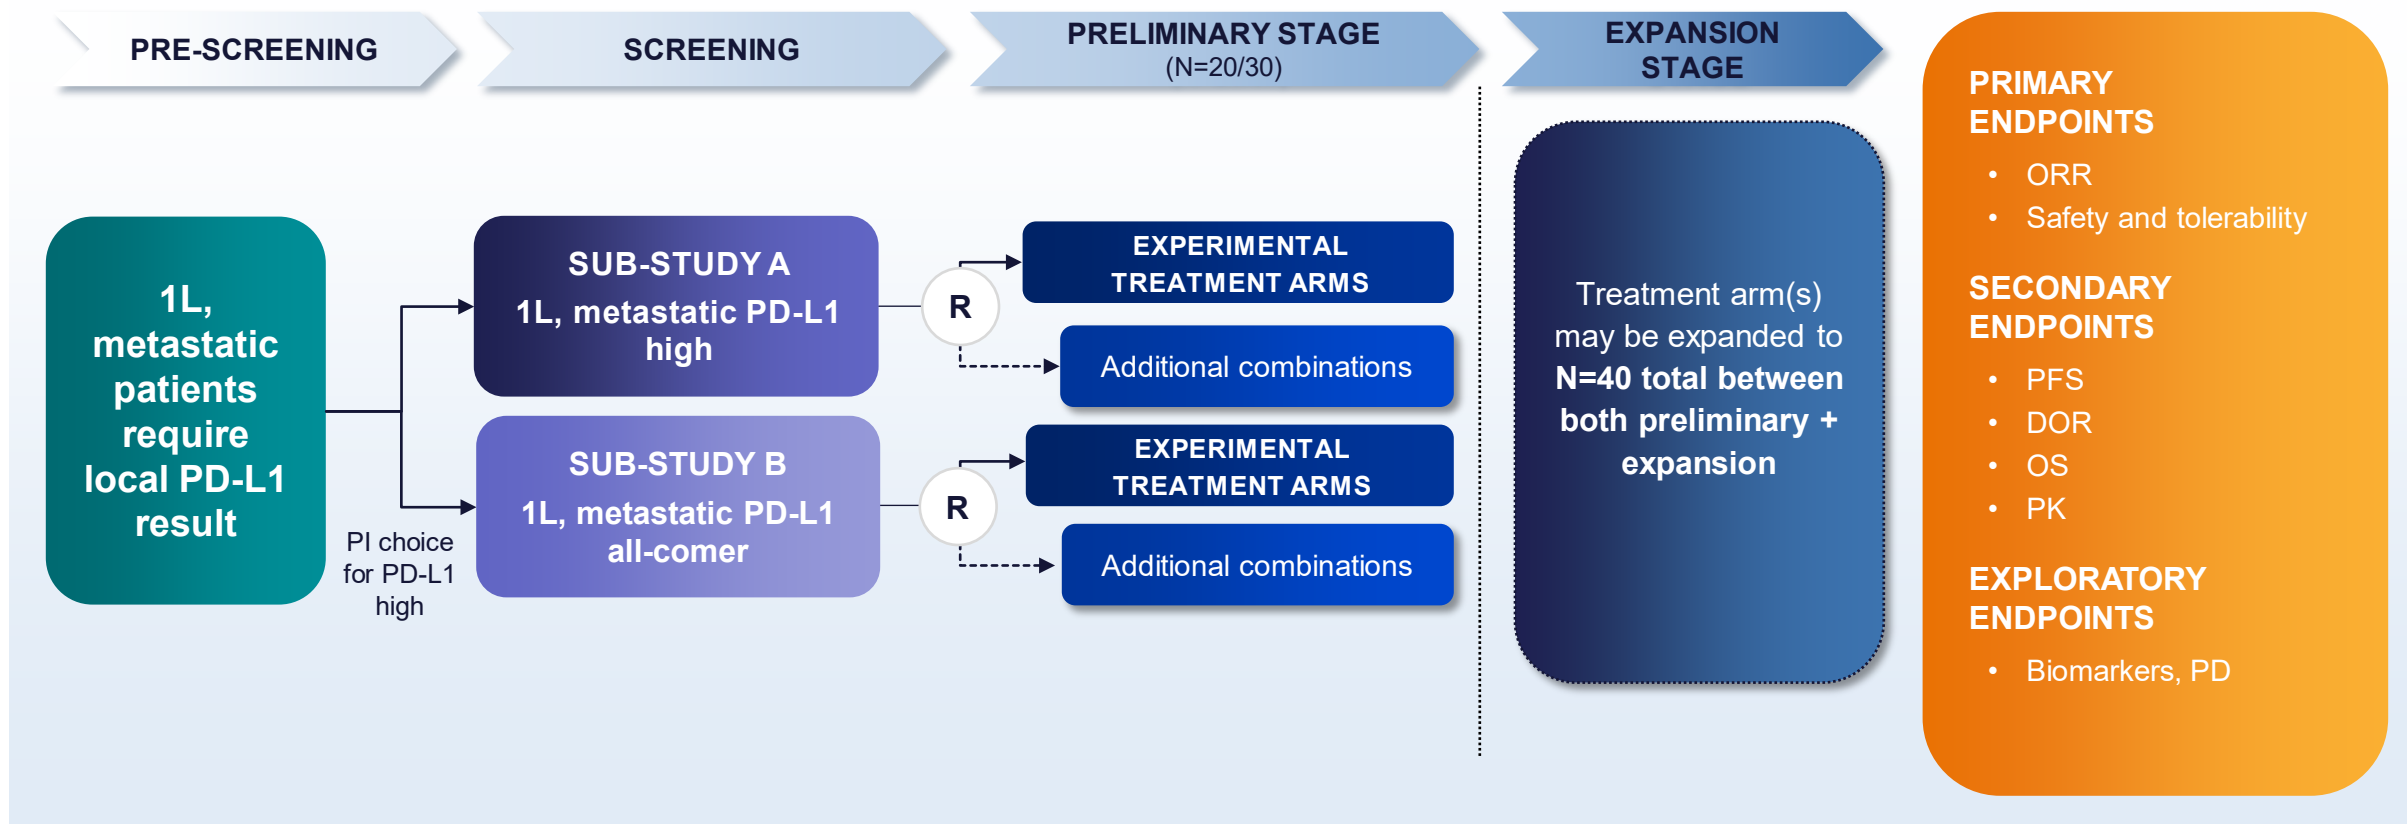 PRE-SCREENING
SCREENING
PRELIMINARY STAGE
(N=20/30)
EXPANSION
STAGE
1L,
metastatic
patients
require
local PD-L1
result
PI choice
for PD-L1
high
SUB-STUDY A
1L, metastatic PD-L1
high
SUB-STUDY B
1L, metastatic PD-L1
all-comer
R
EXPERIMENTAL
TREATMENT ARMS
Additional combinations
R
EXPERIMENTAL
TREATMENT ARMS
Additional combinations
Treatment arm(s)
may be expanded to
N=40 total between
both preliminary +
expansion
PRIMARY
ENDPOINTS
• ORR
• Safety and tolerability
SECONDARY
ENDPOINTS
• PFS
• DOR
• OS
• PK
EXPLORATORY
ENDPOINTS
• Biomarkers, PD